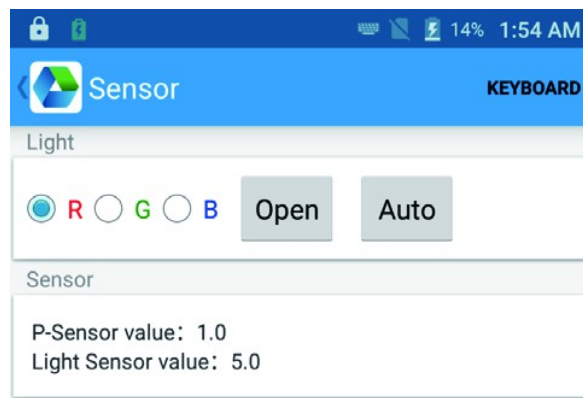 14% 1:54 AM
Sensor KEYBOARD
Light
R G B Open Auto
Sensor
P-Sensor value: 1.0
Light Sensor value: 5.0